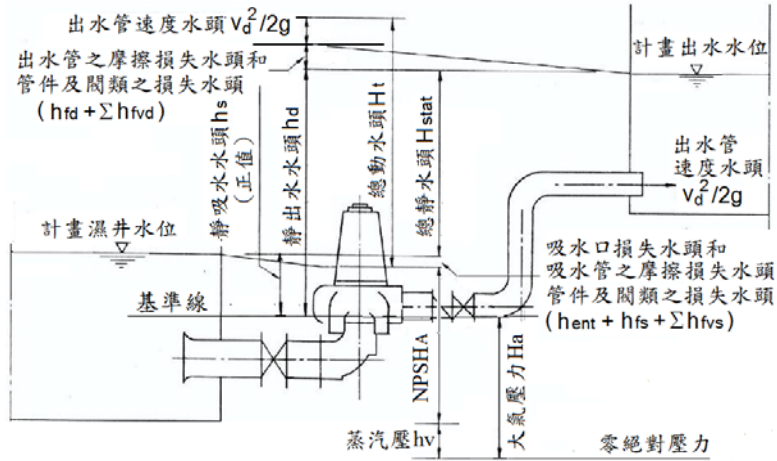 出水管速度水頭 vd²/2g
出水管之摩擦損失水頭和
管件及閥類之損失水頭
(hfd+Σhfvd)
靜吸水水頭hs
(正值)
靜出水水頭hd
總動水頭Ht
總靜水頭Hstat
計畫出水水位
出水管
速度水頭
vd²/2g
計畫濕井水位
基準線
吸水口損失水頭和
吸水管之摩擦損失水頭
管件及閥類之損失水頭
(hent + hfs + Σhfvs)
NPSHA
大氣壓力Ha
蒸汽壓hv
零絕對壓力